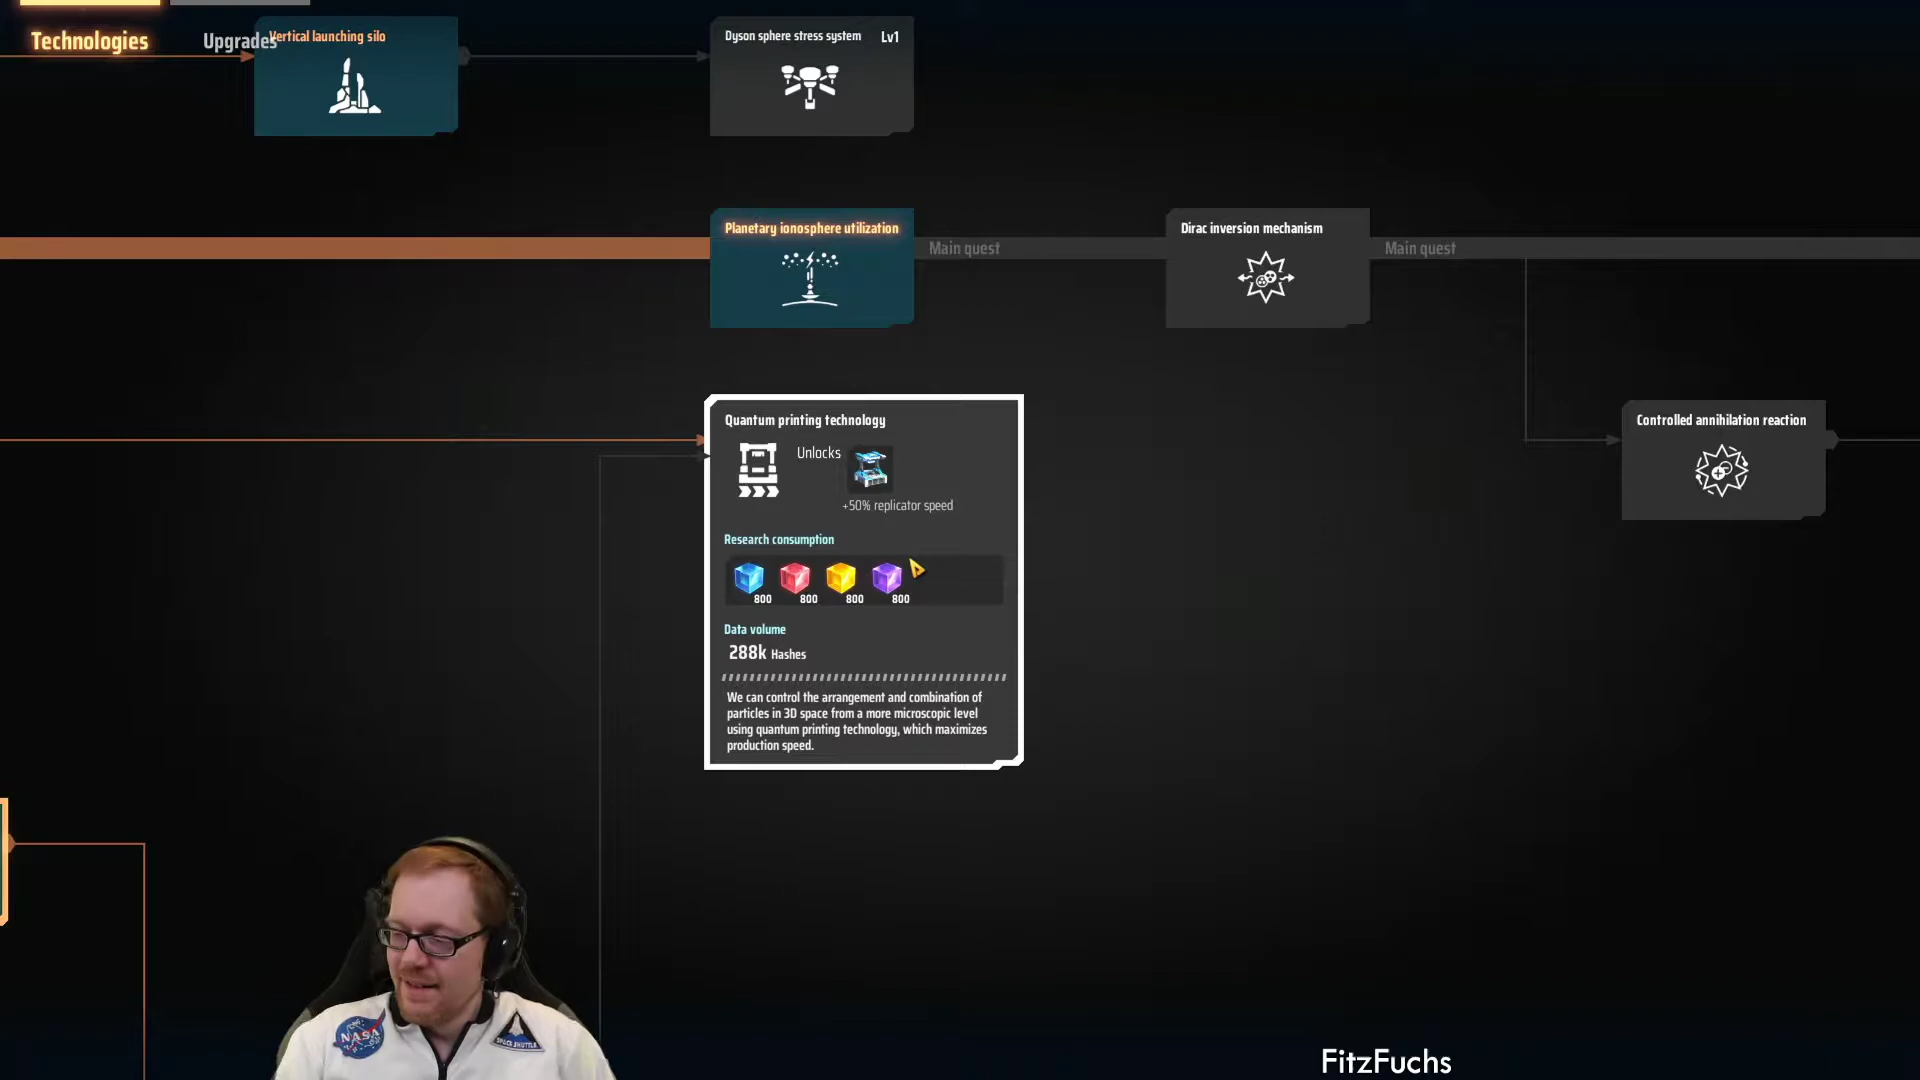 Technologies
Upgrades
Vertical launching silo
Dyson sphere stress system Lv1
Planetary ionosphere utilization
Main quest
Dirac inversion mechanism
Main quest
Quantum printing technology
Unlocks
+50% replicator speed
Controlled annihilation reaction
Research consumption
800 800 800 800
Data volume
288k Hashes
We can control the arrangement and combination of
particles in 3D space from a more microscopic level
using quantum printing technology, which maximizes
production speed.
NASA
SPACE SHUTTLE
FitzFuchs